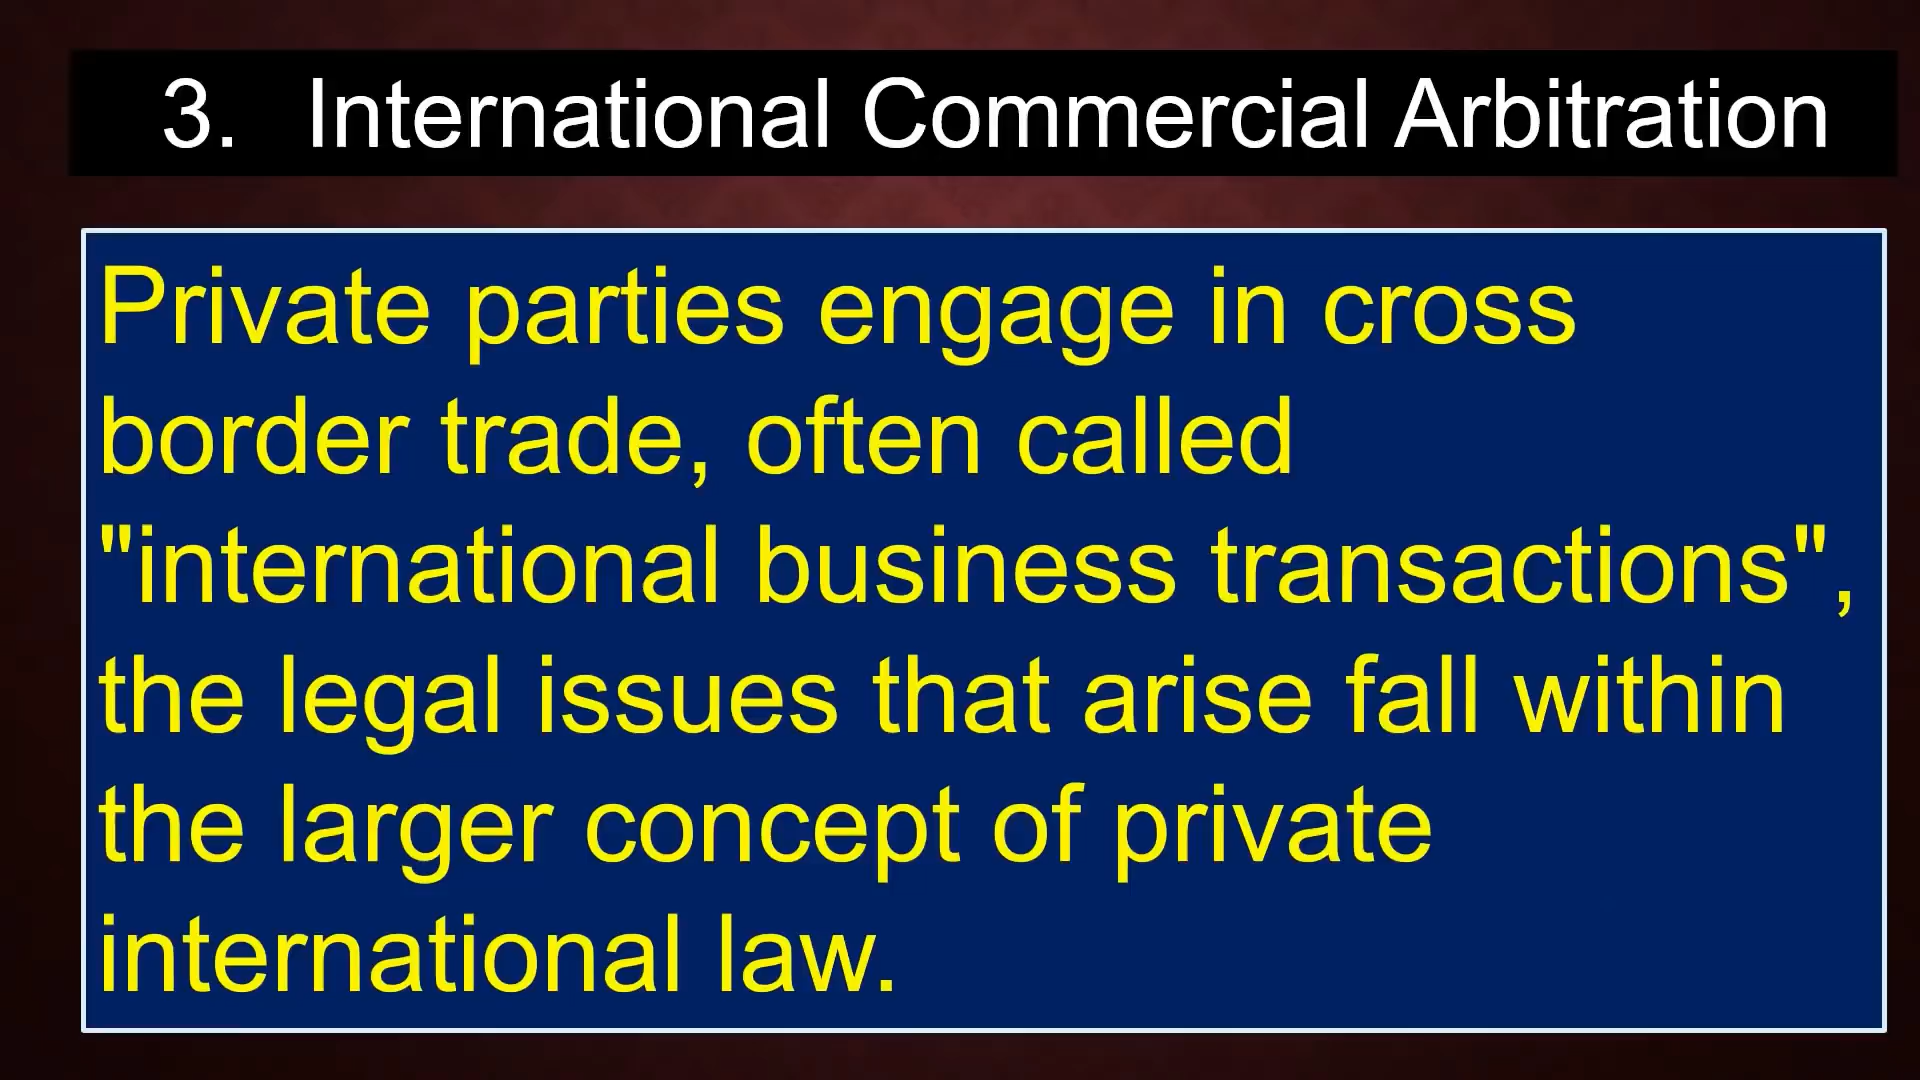 3. International Commercial Arbitration
Private parties engage in cross
border trade, often called
"international business transactions",
the legal issues that arise fall within
the larger concept of private
international law.